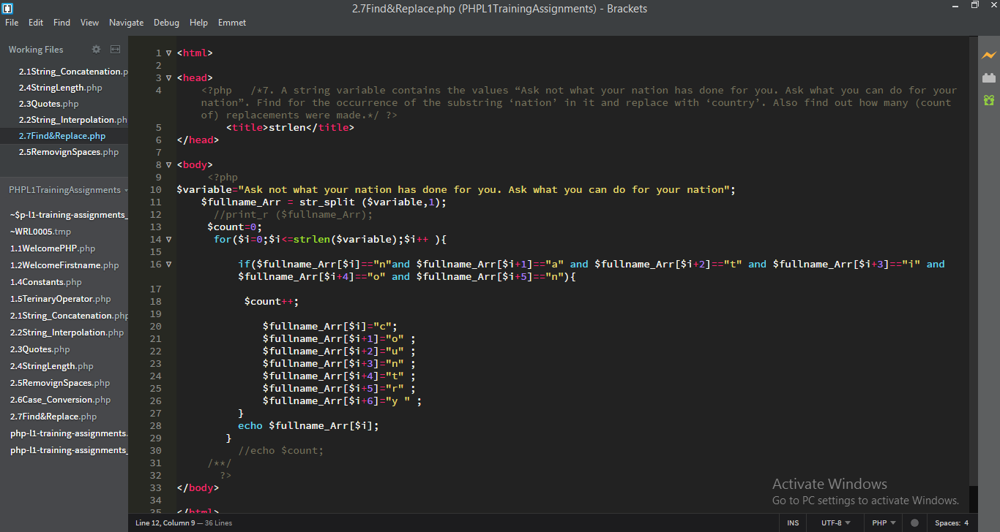 2.7Find&Replace.php (PHPL1TrainingAssignments) - Brackets
File Edit Find View Navigate Debug Help Emmet
Working Files
2.1String_Concatenation.p
2.4StringLength.php
2.3Quotes.php
2.2String_Interpolation.ph
2.7Find&Replace.php
2.5RemovignSpaces.php
PHPL1TrainingAssignments
~$p-l1-training-assignments_
~WRL0005.tmp
1.1WelcomePHP.php
1.2WelcomeFirstname.php
1.4Constants.php
1.5TerinaryOperator.php
2.1String_Concatenation.php
2.2String_Interpolation.php
2.3Quotes.php
2.4StringLength.php
2.5RemovignSpaces.php
2.6Case_Conversion.php
2.7Find&Replace.php
php-l1-training-assignments.
php-l1-training-assignments_
1 <html>
2
3 <head>
4 <?php /*7. A string variable contains the values “Ask not what your nation has done for you. Ask what you can do for your
nation”. Find for the occurrence of the substring ‘nation’ in it and replace with ‘country’. Also find out how many (count
of) replacements were made.*/ ?>
5 <title>strlen</title>
6 </head>
7
8 <body>
9 <?php
10 $variable="Ask not what your nation has done for you. Ask what you can do for your nation";
11 $fullname_Arr = str_split ($variable,1);
12 //print_r ($fullname_Arr);
13 $count=0;
14 for($i=0;$i<=strlen($variable);$i++ ){
15
16 if($fullname_Arr[$i]=="n"and $fullname_Arr[$i+1]=="a" and $fullname_Arr[$i+2]=="t" and $fullname_Arr[$i+3]=="i" and
$fullname_Arr[$i+4]=="o" and $fullname_Arr[$i+5]=="n"){
17
18 $count++;
19
20 $fullname_Arr[$i]="c";
21 $fullname_Arr[$i+1]="o" ;
22 $fullname_Arr[$i+2]="u" ;
23 $fullname_Arr[$i+3]="n" ;
24 $fullname_Arr[$i+4]="t" ;
25 $fullname_Arr[$i+5]="r" ;
26 $fullname_Arr[$i+6]="y " ;
27 }
28 echo $fullname_Arr[$i];
29 }
30 //echo $count;
31 /**/
32 ?>
33 </body>
34
35 </html>
Activate Windows
Go to PC settings to activate Windows.
Line 12, Column 9 — 36 Lines
INS UTF-8 PHP Spaces: 4